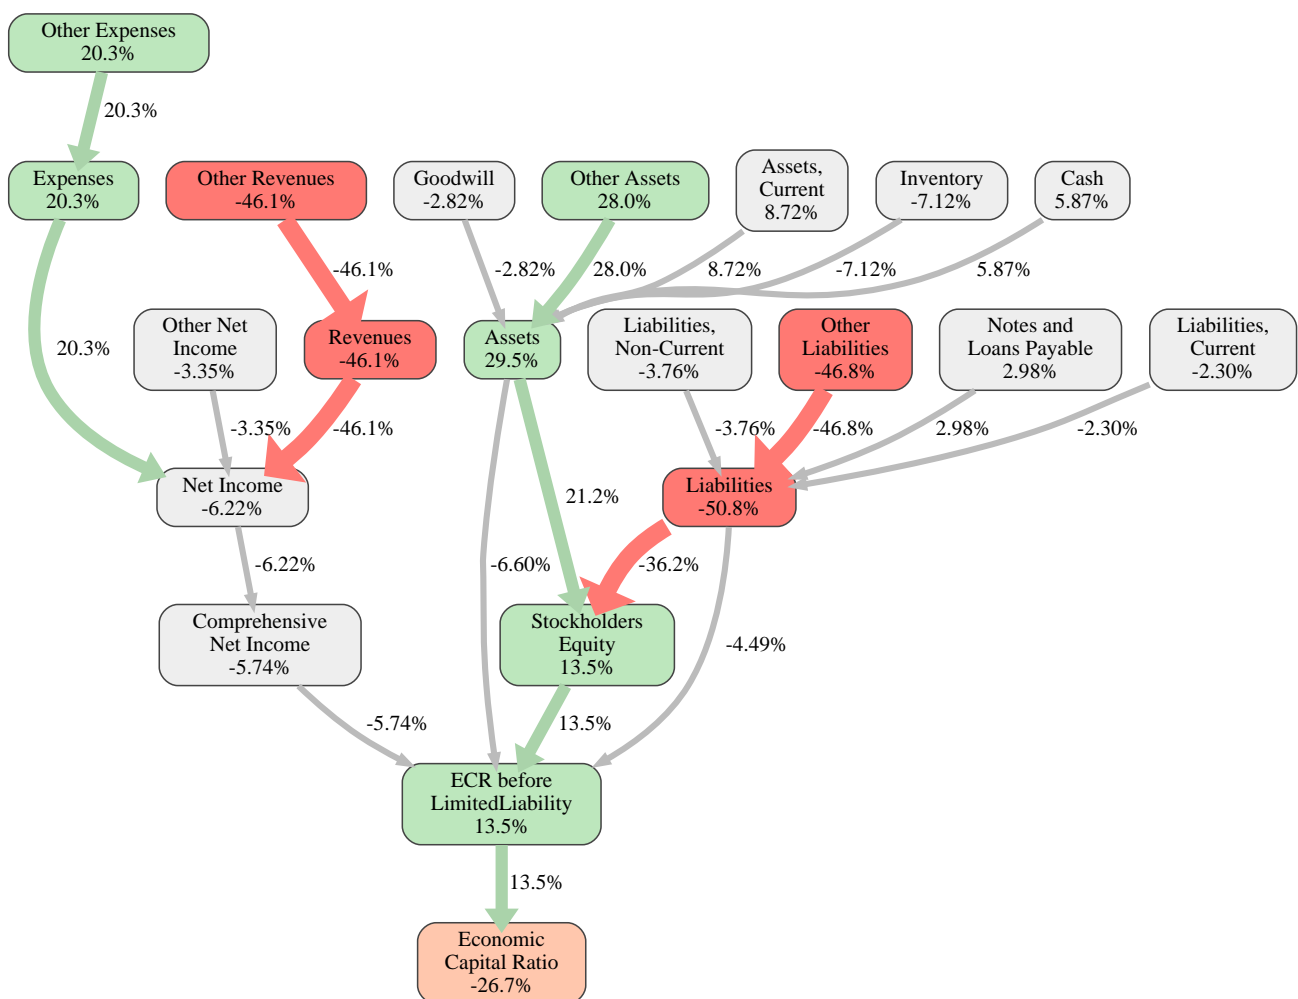 Other Expenses
20.3%
20.3%
Expenses
20.3%
Other Revenues
-46.1%
Goodwill
-2.82%
Other Assets
28.0%
Assets,
Current
8.72%
Inventory
-7.12%
Cash
5.87%
-46.1%
-2.82%
28.0%
8.72%
-7.12%
5.87%
Other Net
Income
-3.35%
Revenues
-46.1%
Assets
29.5%
Liabilities,
Non-Current
-3.76%
Other
Liabilities
-46.8%
Notes and
Loans Payable
2.98%
Liabilities,
Current
-2.30%
20.3%
-3.35%
-46.1%
-3.76%
-46.8%
2.98%
-2.30%
Net Income
-6.22%
21.2%
Liabilities
-50.8%
-6.22%
-6.60%
-36.2%
Comprehensive
Net Income
-5.74%
Stockholders
Equity
13.5%
-4.49%
-5.74%
13.5%
ECR before
LimitedLiability
13.5%
13.5%
Economic
Capital Ratio
-26.7%